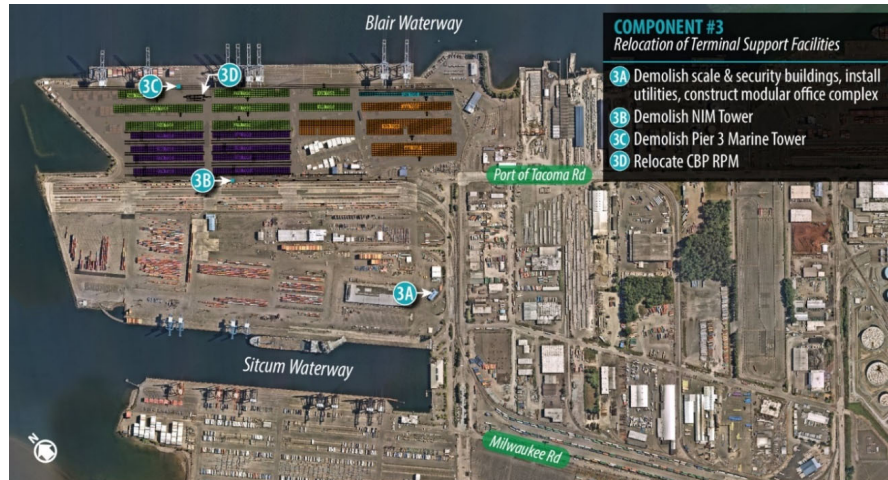 Blair Waterway
COMPONENT #3
Relocation of Terminal Support Facilities
3A Demolish scale & security buildings, install
utilities, construct modular office complex
3B Demolish NIM Tower
3C Demolish Pier 3 Marine Tower
3D Relocate CBP RPM
3D
3C
3B
Port of Tacoma Rd
3A
Sitcum Waterway
Milwaukee Rd
N